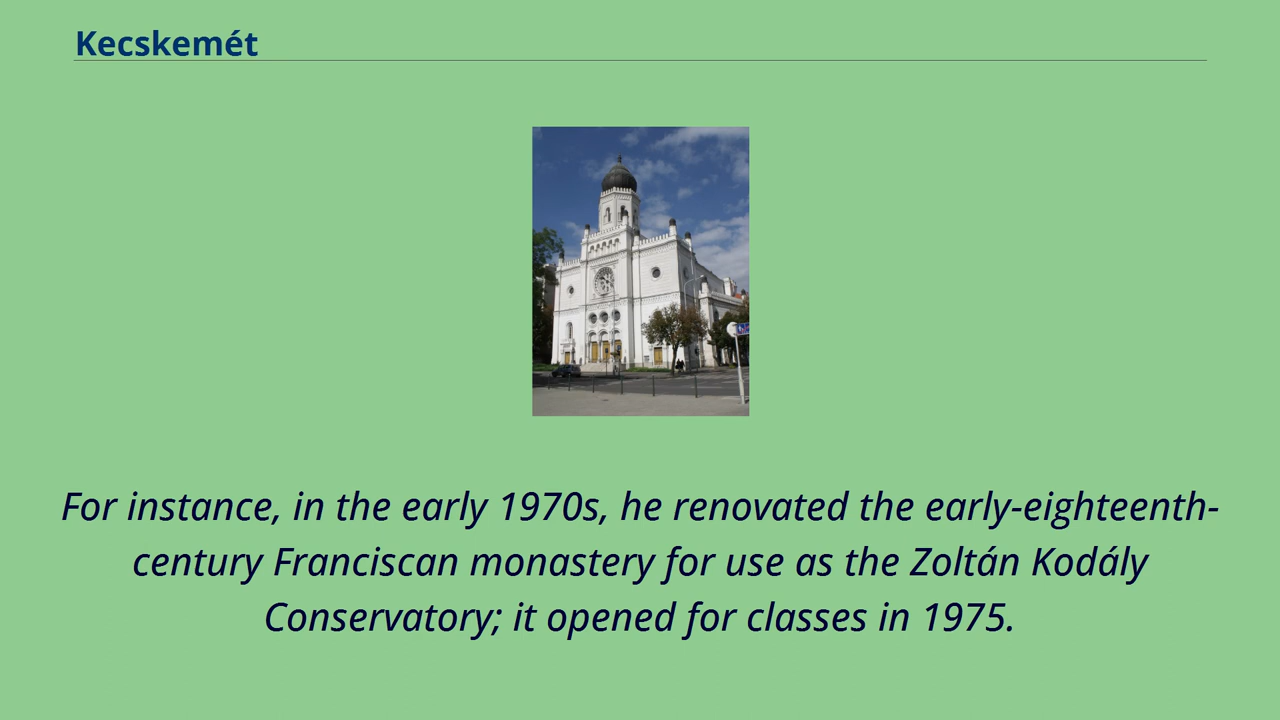 Kecskemét
For instance, in the early 1970s, he renovated the early-eighteenth-
century Franciscan monastery for use as the Zoltán Kodály
Conservatory; it opened for classes in 1975.